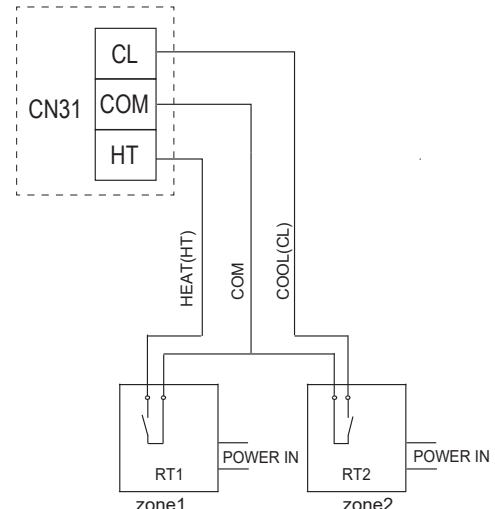 CL
CN31
COM
HT
HEAT(HT)
COM
COOL(CL)
RT1
POWER IN
RT2
POWER IN
zone1
zone2